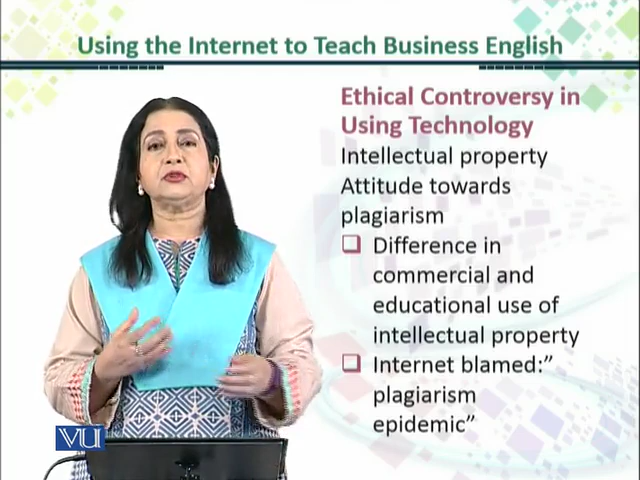 Using the Internet to Teach Business English
Ethical Controversy in
Using Technology
Intellectual property
Attitude towards
plagiarism
Difference in
commercial and
educational use of
intellectual property
Internet blamed:”
plagiarism
epidemic”
VU